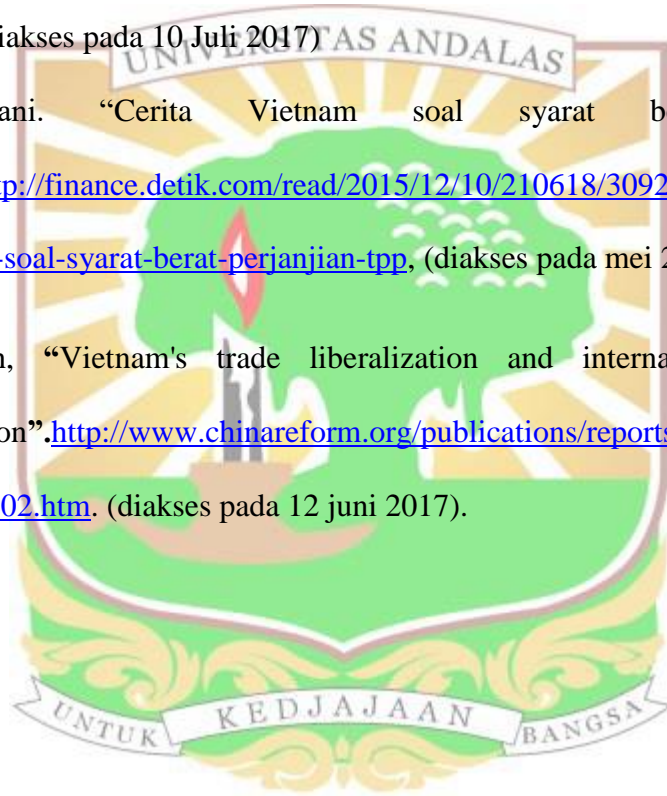 iakses pada 10 Juli 2017)
UNIVERSITAS ANDALAS
ani. “Cerita Vietnam soal syarat b
tp://finance.detik.com/read/2015/12/10/210618/3092
-soal-syarat-berat-perjanjian-tpp, (diakses pada mei 2
n, “Vietnam's trade liberalization and interna
on”.http://www.chinareform.org/publications/reports
02.htm. (diakses pada 12 juni 2017).
UNTUK KEDJAJAAN BANGSA